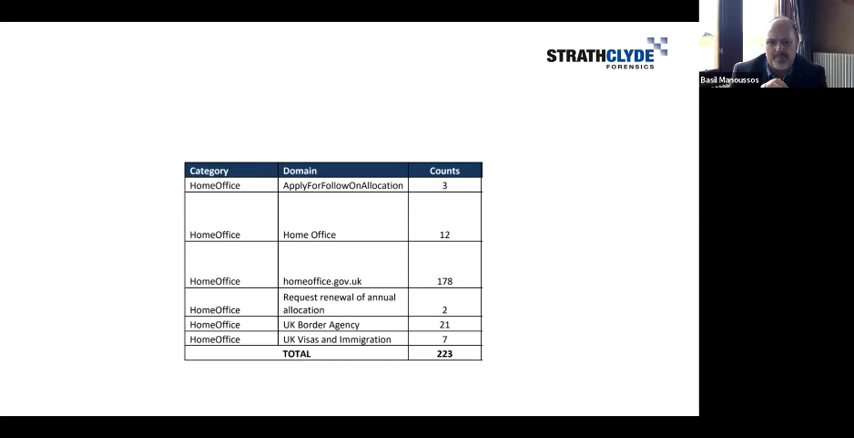 STRATHCLYDE
FORENSICS
Basil Manoussos
Category Domain Counts
HomeOffice ApplyForFollowOnAllocation 3
HomeOffice Home Office 12
HomeOffice homeoffice.gov.uk 178
Request renewal of annual
HomeOffice allocation 2
HomeOffice UK Border Agency 21
HomeOffice UK Visas and Immigration 7
TOTAL 223